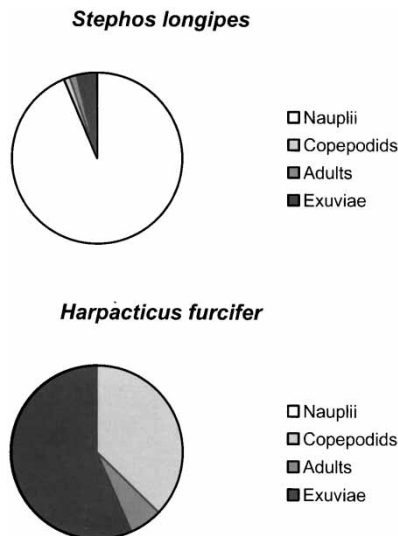 Stephos longipes
Nauplii
Copepodids
Adults
Exuviae
Harpacticus furcifer
Nauplii
Copepodids
Adults
Exuviae